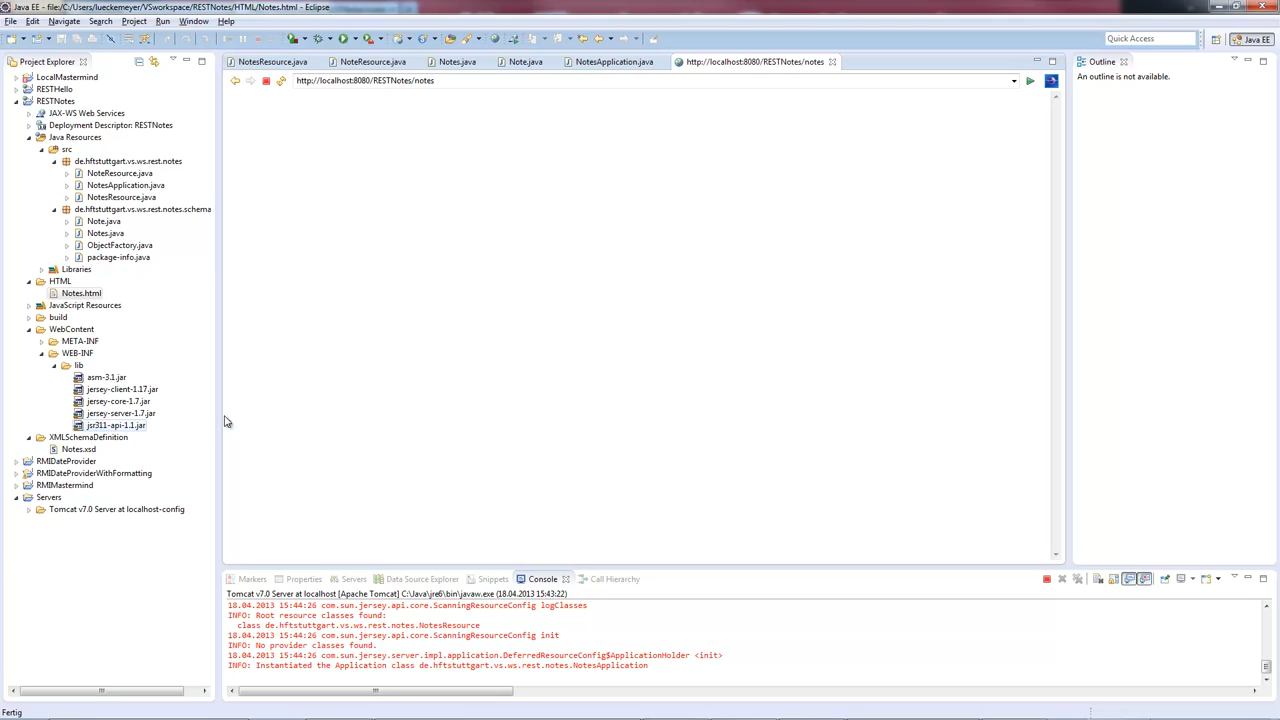 Java EE - file:/C:/Users/lueckemeyer/VSworkspace/RESTNotes/HTML/Notes.html - Eclipse
File Edit Navigate Search Project Run Window Help
Quick Access
Java EE
Project Explorer
LocalMastermind
RESTHello
RESTNotes
JAX-WS Web Services
Deployment Descriptor: RESTNotes
Java Resources
src
de.hftstuttgart.vs.ws.rest.notes
NoteResource.java
NotesApplication.java
NotesResource.java
de.hftstuttgart.vs.ws.rest.notes.schema
Note.java
Notes.java
ObjectFactory.java
package-info.java
Libraries
HTML
Notes.html
JavaScript Resources
build
WebContent
META-INF
WEB-INF
lib
asm-3.1.jar
jersey-client-1.17.jar
jersey-core-1.7.jar
jersey-server-1.7.jar
jsr311-api-1.1.jar
XMLSchemaDefinition
Notes.xsd
RMIDateProvider
RMIDateProviderWithFormatting
RMIMastermind
Servers
Tomcat v7.0 Server at localhost-config
NotesResource.java NoteResource.java Notes.java Note.java NotesApplication.java http://localhost:8080/RESTNotes/notes
http://localhost:8080/RESTNotes/notes
Outline
An outline is not available.
Markers Properties Servers Data Source Explorer Snippets Console Call Hierarchy
Tomcat v7.0 Server at localhost [Apache Tomcat] C:\Java\jre6\bin\javaw.exe (18.04.2013 15:43:22)
18.04.2013 15:44:26 com.sun.jersey.api.core.ScanningResourceConfig logClasses
INFO: Root resource classes found:
class de.hftstuttgart.vs.ws.rest.notes.NotesResource
18.04.2013 15:44:26 com.sun.jersey.api.core.ScanningResourceConfig init
INFO: No provider classes found.
18.04.2013 15:44:26 com.sun.jersey.server.impl.application.DeferredResourceConfig$ApplicationHolder <init>
INFO: Instantiated the Application class de.hftstuttgart.vs.ws.rest.notes.NotesApplication
Fertig